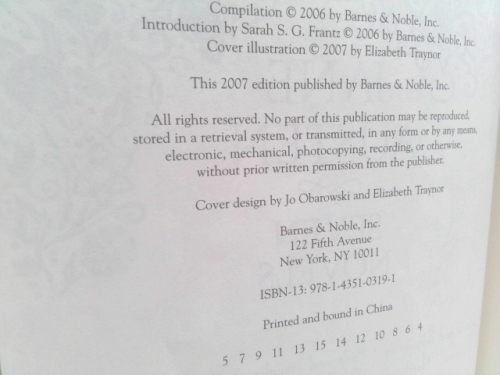 Compilation © 2006 by Barnes & Noble, Inc.
Introduction by Sarah S. G. Frantz © 2006 by Barnes & Noble, Inc.
Cover illustration © 2007 by Elizabeth Traynor
This 2007 edition published by Barnes & Noble, Inc.
All rights reserved. No part of this publication may be reproduced,
stored in a retrieval system, or transmitted, in any form or by any means,
electronic, mechanical, photocopying, recording, or otherwise,
without prior written permission from the publisher.
Cover design by Jo Obarowski and Elizabeth Traynor
Barnes & Noble, Inc.
122 Fifth Avenue
New York, NY 10011
ISBN-13: 978-1-4351-0319-1
Printed and bound in China
5 7 9 11 13 15 14 12 10 8 6 4